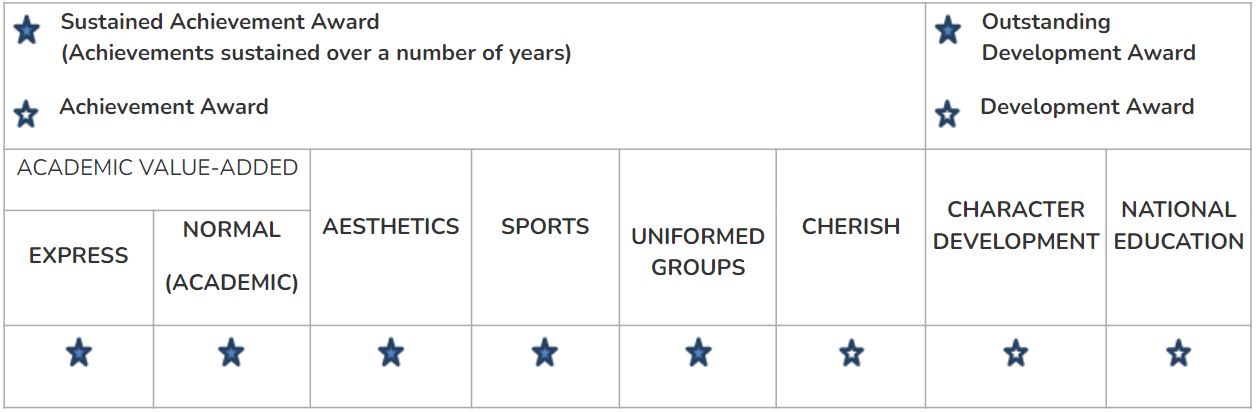 Sustained Achievement Award
(Achievements sustained over a number of years)
Achievement Award
Outstanding
Development Award
Development Award
ACADEMIC VALUE-ADDED
EXPRESS
NORMAL
(ACADEMIC)
AESTHETICS
SPORTS
UNIFORMED
GROUPS
CHERISH
CHARACTER
DEVELOPMENT
NATIONAL
EDUCATION